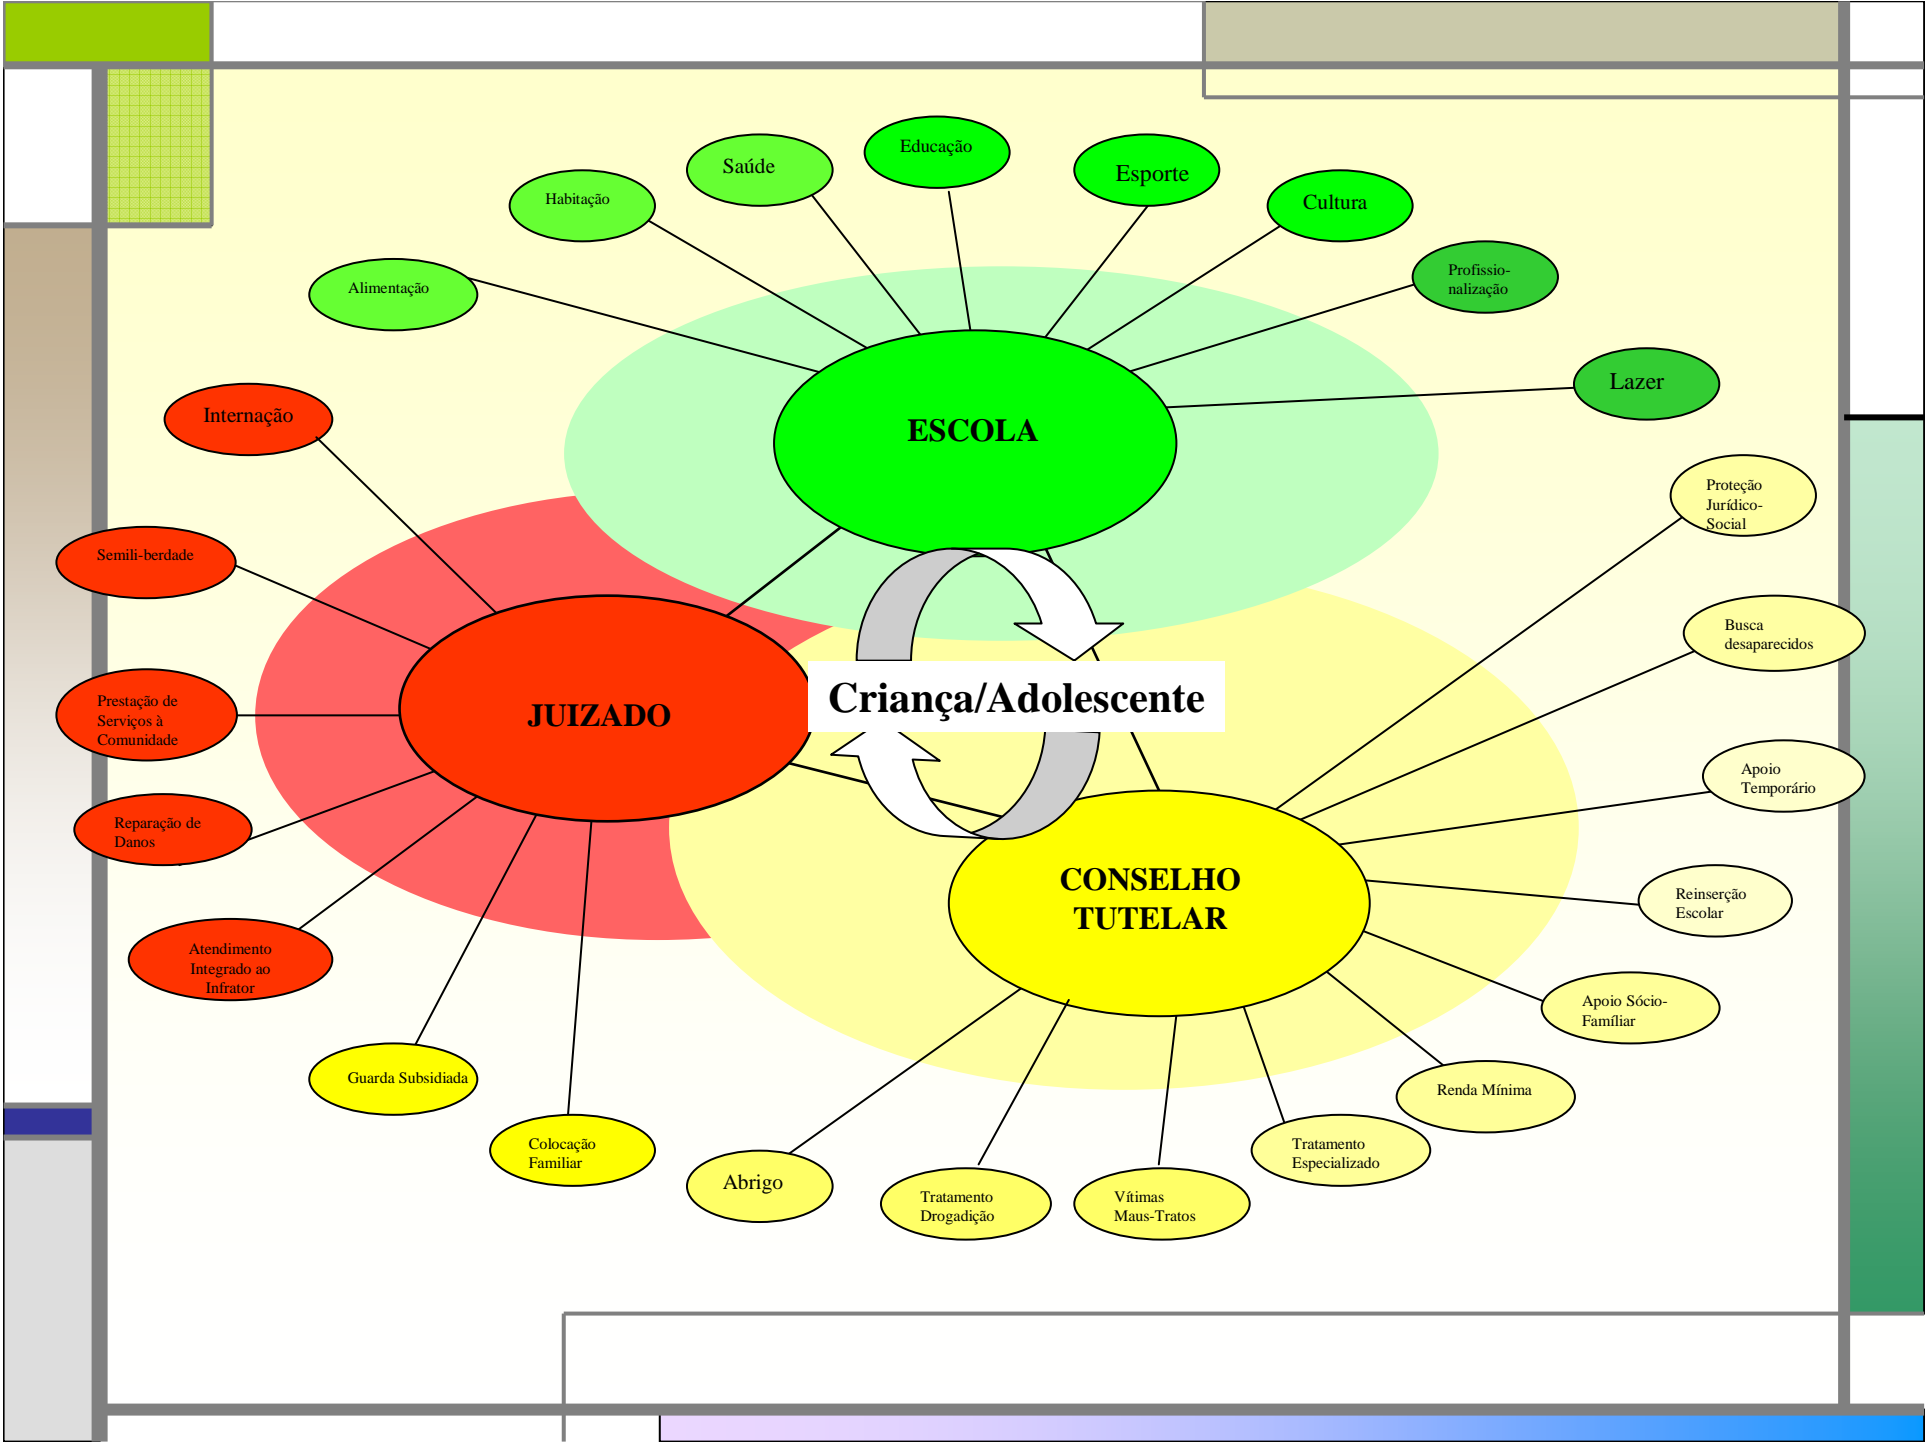 Educação
Saúde
Esporte
Habitação
Cultura
Profissio-
nalização
Alimentação
Lazer
Internação
ESCOLA
Proteção
Jurídico-
Social
Semili-berdade
Busca
desaparecidos
Prestação de
Serviços à
Comunidade
JUIZADO
Criança/Adolescente
Apoio
Temporário
Reparação de
Danos
CONSELHO
TUTELAR
Reinserção
Escolar
Atendimento
Integrado ao
Infrator
Apoio Sócio-
Famíliar
Guarda Subsidiada
Renda Mínima
Colocação
Familiar
Tratamento
Especializado
Abrigo
Tratamento
Drogadição
Vítimas
Maus-Tratos